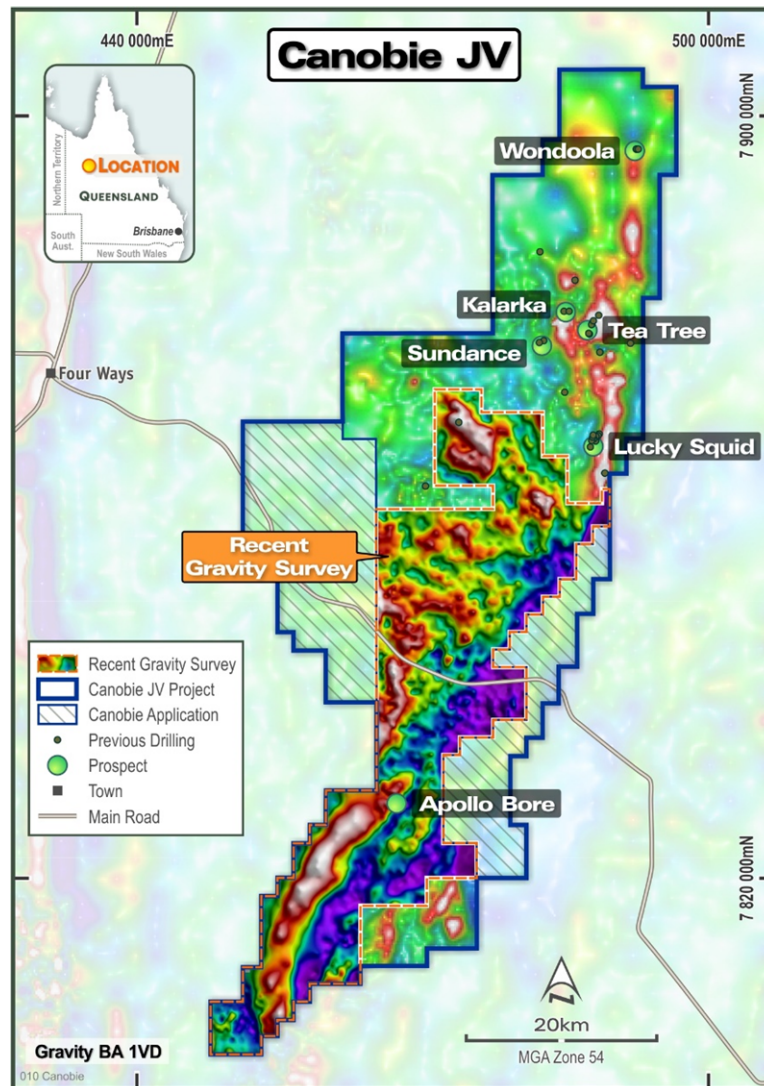 440 000mE
500 000mE
Canobie JV
7 900 000mN
LOCATION
Northern Territory
QUEENSLAND
Brisbane
South
Aust.
New South Wales
Wondoola
Kalarka
Tea Tree
Sundance
Four Ways
Lucky Squid
Recent
Gravity Survey
Recent Gravity Survey
Canobie JV Project
Canobie Application
Previous Drilling
Prospect
Town
Main Road
Apollo Bore
7 820 000mN
N
20km
MGA Zone 54
Gravity BA 1VD
010 Canobie